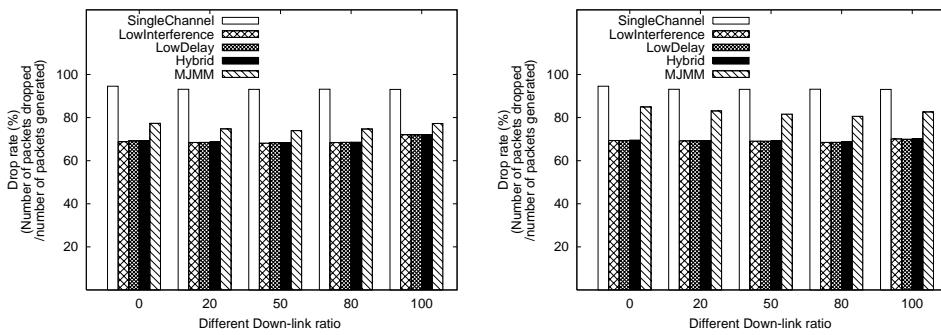 SingleChannel
LowInterference
LowDelay
Hybrid
MJMM
Drop rate (%)
(Number of packets dropped
/number of packets generated)
100
80
60
40
20
0 20 50 80 100
Different Down-link ratio
SingleChannel
LowInterference
LowDelay
Hybrid
MJMM
Drop rate (%)
(Number of packets dropped
/number of packets generated)
100
80
60
40
20
0 20 50 80 100
Different Down-link ratio